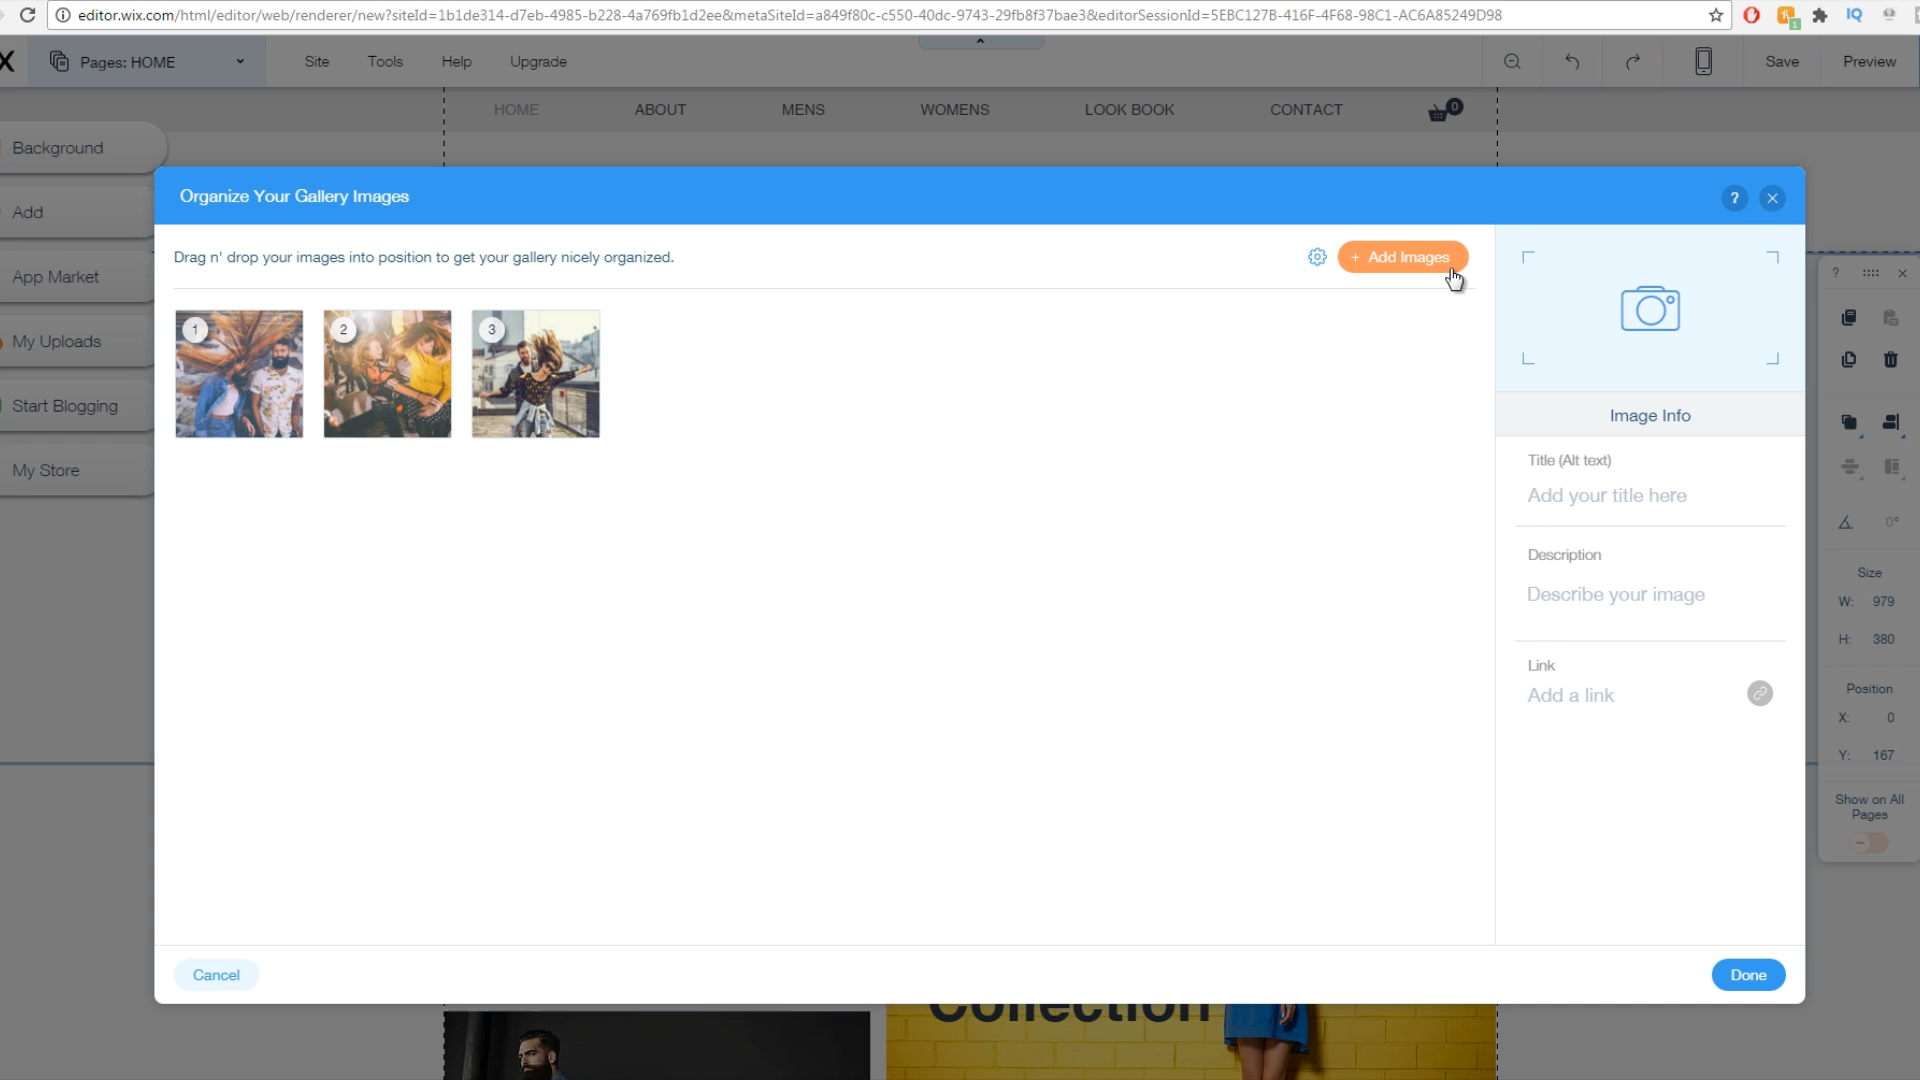 editor.wix.com/html/editor/web/renderer/new?siteId=1b1de314-d7eb-4985-b228-4a769fb1d2ee&metaSiteId=a849f80c-c550-40dc-9743-29fb8f37bae3&editorSessionId=5EBC127B-416F-4F68-98C1-AC6A85249D98
1
IQ
X
Pages: HOME
Site
Tools
Help
Upgrade
Save
Preview
HOME
ABOUT
MENS
WOMENS
LOOK BOOK
CONTACT
0
Background
Add
App Market
My Uploads
Start Blogging
My Store
Organize Your Gallery Images
?
Drag n' drop your images into position to get your gallery nicely organized.
+ Add Images
1
2
3
Image Info
Title (Alt text)
Add your title here
Description
Describe your image
Link
Add a link
Cancel
Done
?
0°
Size
W: 979
H: 380
Position
X: 0
Y: 167
Show on All
Pages
Collection